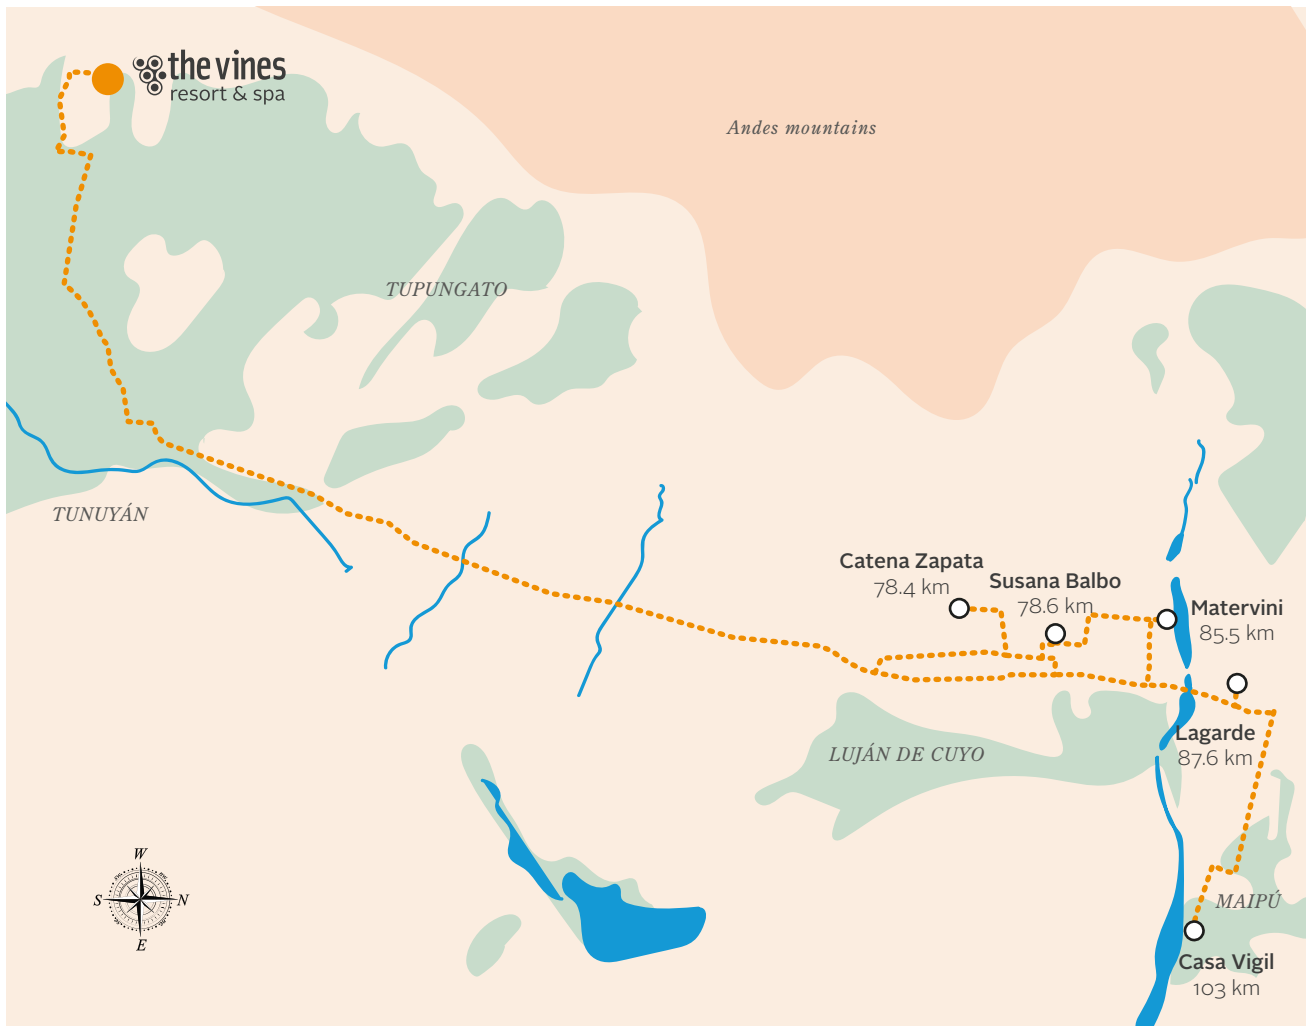 the vines
resort & spa
Andes mountains
TUPUNGATO
TUNUYÁN
Catena Zapata
78.4 km
Susana Balbo
78.6 km
Matervini
85.5 km
Lagarde
87.6 km
LUJÁN DE CUYO
W
S
N
E
MAIPÚ
Casa Vigil
103 km